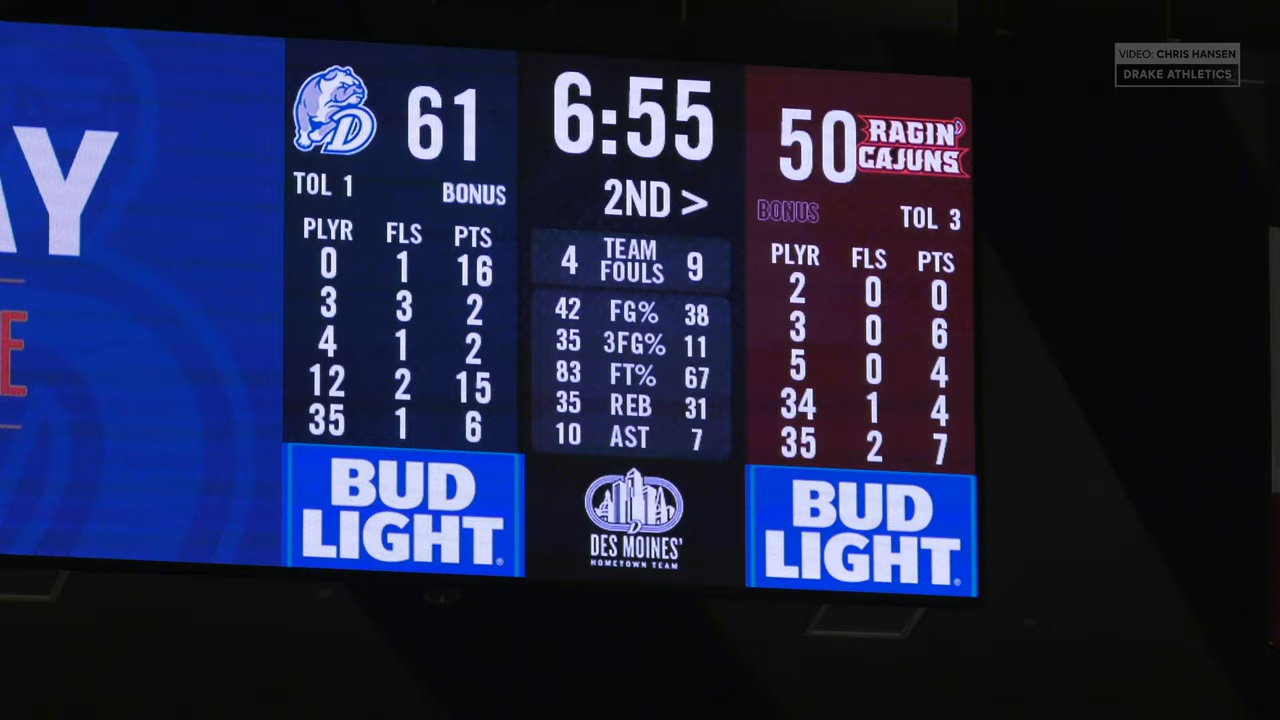 VIDEO: CHRIS HANSEN
DRAKE ATHLETICS
AY
E
D
61
TOL 1
BONUS
PLYR FLS PTS
0 1 16
3 3 2
4 1 2
12 2 15
35 1 6
BUD
LIGHT
6:55
2ND >
4 TEAM FOULS 9
42 FG% 38
35 3FG% 11
83 FT% 67
35 REB 31
10 AST 7
D
DES MOINES'
HOMETOWN TEAM
50
RAGIN'
CAJUNS
BONUS
TOL 3
PLYR FLS PTS
2 0 0
3 0 6
5 0 4
34 1 4
35 2 7
BUD
LIGHT